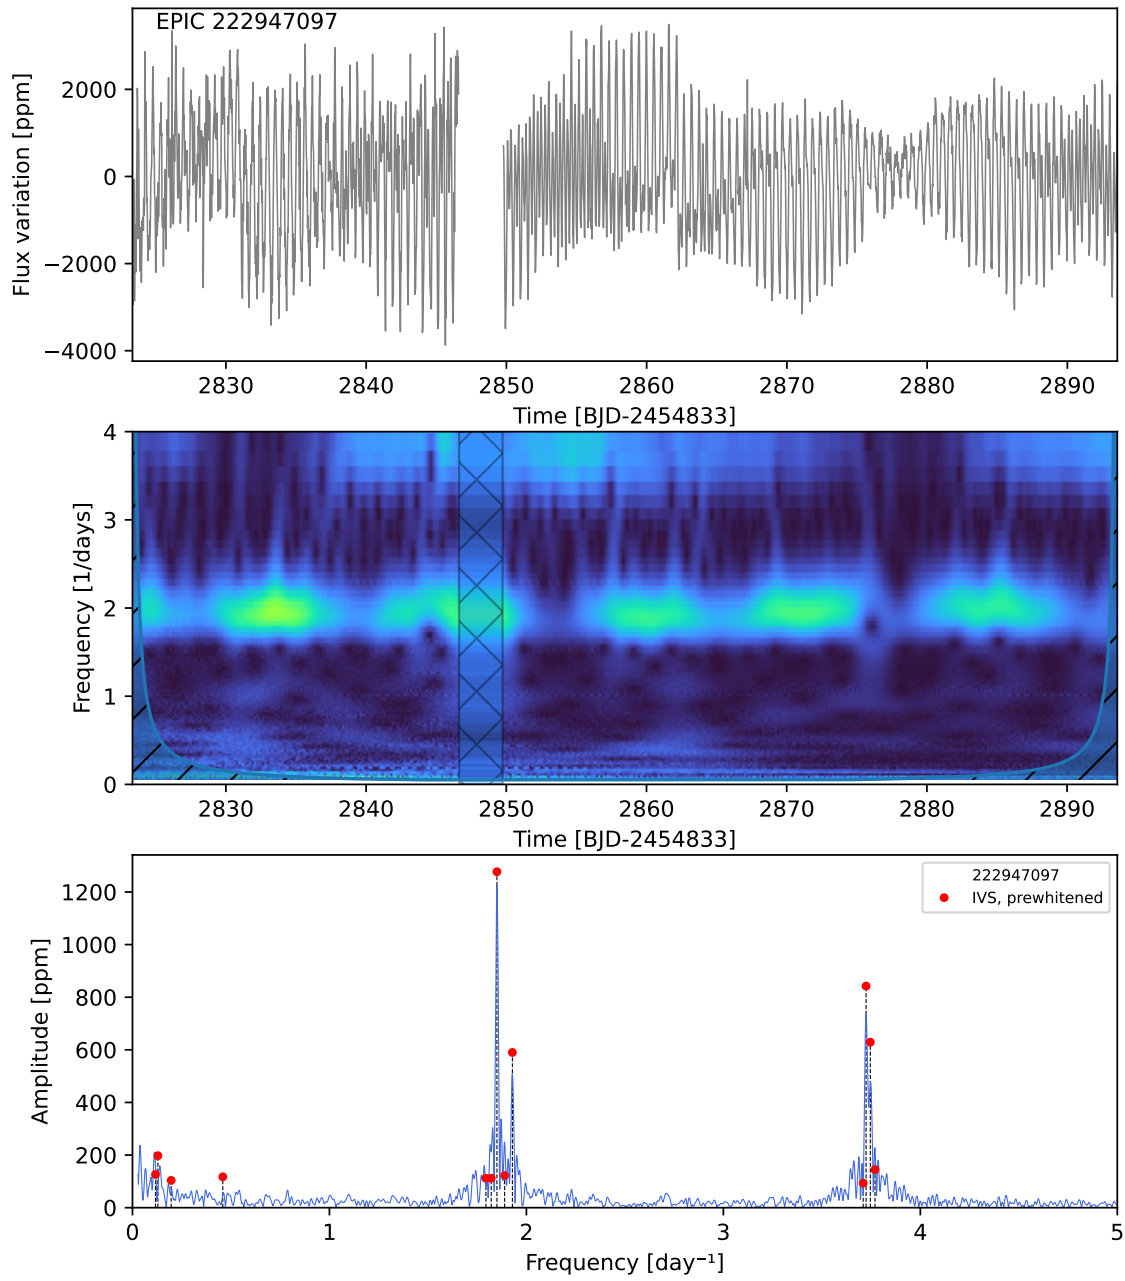 EPIC 222947097
Flux variation [ppm]
2000
0
−2000
−4000
2830 2840 2850 2860 2870 2880 2890
Time [BJD-2454833]
Frequency [1/days]
4
3
2
1
0
2830 2840 2850 2860 2870 2880 2890
Time [BJD-2454833]
Amplitude [ppm]
1200
1000
800
600
400
200
0
222947097
IVS, prewhitened
0 1 2 3 4 5
Frequency [day⁻¹]